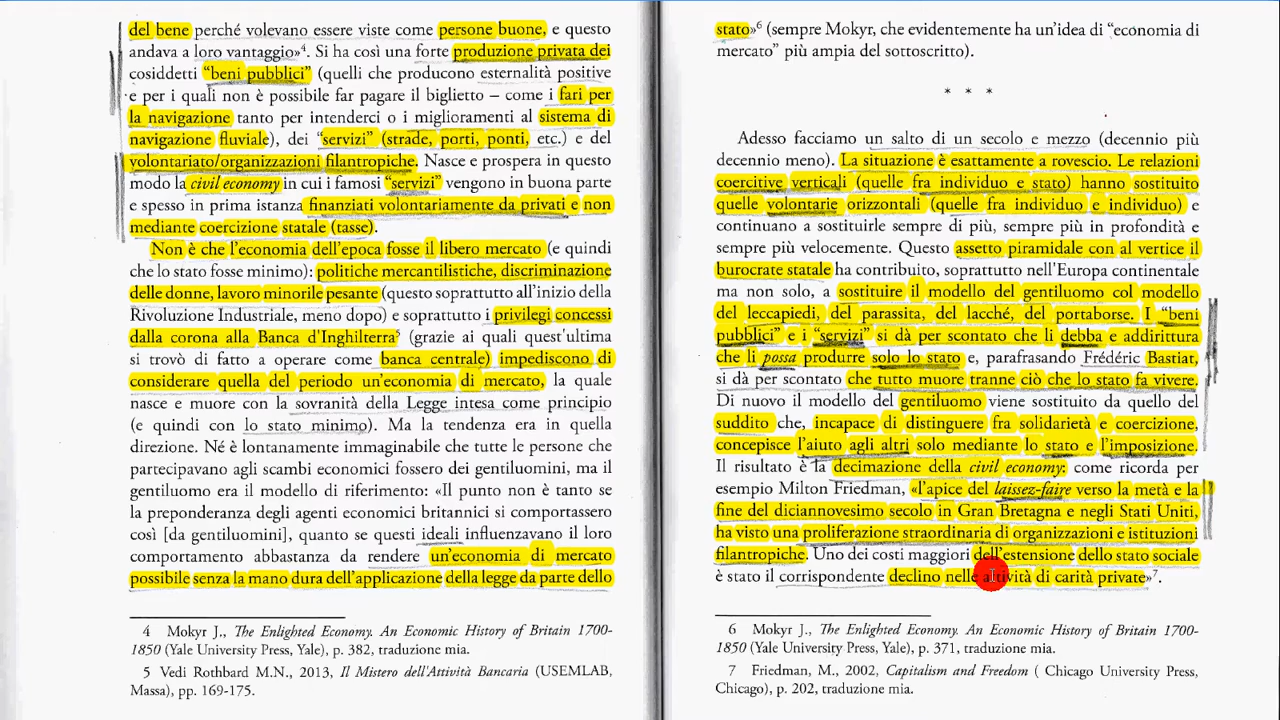 del bene perché volevano essere viste come persone buone, e questo
andava a loro vantaggio»4. Si ha così una forte produzione privata dei
cosiddetti “beni pubblici” (quelli che producono esternalità positive
e per i quali non è possibile far pagare il biglietto – come i fari per
la navigazione tanto per intenderci o i miglioramenti al sistema di
navigazione fluviale), dei “servizi” (strade, porti, ponti, etc.) e del
volontariato/organizzazioni filantropiche. Nasce e prospera in questo
modo la civil economy in cui i famosi “servizi” vengono in buona parte
e spesso in prima istanza finanziati volontariamente da privati e non
mediante coercizione statale (tasse).
Non è che l’economia dell’epoca fosse il libero mercato (e quindi
che lo stato fosse minimo): politiche mercantilistiche, discriminazione
delle donne, lavoro minorile pesante (questo soprattutto all’inizio della
Rivoluzione Industriale, meno dopo) e soprattutto i privilegi concessi
dalla corona alla Banca d’Inghilterra5 (grazie ai quali quest’ultima
si trovò di fatto a operare come banca centrale) impediscono di
considerare quella del periodo un’economia di mercato, la quale
nasce e muore con la sovranità della Legge intesa come principio
(e quindi con lo stato minimo). Ma la tendenza era in quella
direzione. Né è lontanamente immaginabile che tutte le persone che
partecipavano agli scambi economici fossero dei gentiluomini, ma il
gentiluomo era il modello di riferimento: «Il punto non è tanto se
la preponderanza degli agenti economici britannici si comportassero
così [da gentiluomini], quanto se questi ideali influenzavano il loro
comportamento abbastanza da rendere un’economia di mercato
possibile senza la mano dura dell’applicazione della legge da parte dello
4 Mokyr J., The Enlighted Economy. An Economic History of Britain 1700-
1850 (Yale University Press, Yale), p. 382, traduzione mia.
5 Vedi Rothbard M.N., 2013, Il Mistero dell’Attività Bancaria (USEMLAB,
Massa), pp. 169-175.
stato»6 (sempre Mokyr, che evidentemente ha un’idea di “economia di
mercato” più ampia del sottoscritto).
* * *
Adesso facciamo un salto di un secolo e mezzo (decennio più
decennio meno). La situazione è esattamente a rovescio. Le relazioni
coercitive verticali (quelle fra individuo e stato) hanno sostituito
quelle volontarie orizzontali (quelle fra individuo e individuo) e
continuano a sostituirle sempre di più, sempre più in profondità e
sempre più velocemente. Questo assetto piramidale con al vertice il
burocrate statale ha contribuito, soprattutto nell’Europa continentale
ma non solo, a sostituire il modello del gentiluomo col modello
del leccapiedi, del parassita, del lacché, del portaborse. I “beni
pubblici” e i “servizi” si dà per scontato che li debba e addirittura
che li possa produrre solo lo stato e, parafrasando Frédéric Bastiat,
si dà per scontato che tutto muore tranne ciò che lo stato fa vivere.
Di nuovo il modello del gentiluomo viene sostituito da quello del
suddito che, incapace di distinguere fra solidarietà e coercizione,
concepisce l’aiuto agli altri solo mediante lo stato e l’imposizione.
Il risultato è la decimazione della civil economy: come ricorda per
esempio Milton Friedman, «l’apice del laissez-faire verso la metà e la
fine del diciannovesimo secolo in Gran Bretagna e negli Stati Uniti,
ha visto una proliferazione straordinaria di organizzazioni e istituzioni
filantropiche. Uno dei costi maggiori dell’estensione dello stato sociale
è stato il corrispondente declino nelle attività di carità private»7.
6 Mokyr J., The Enlighted Economy. An Economic History of Britain 1700-
1850 (Yale University Press, Yale), p. 371, traduzione mia.
7 Friedman, M., 2002, Capitalism and Freedom ( Chicago University Press,
Chicago), p. 202, traduzione mia.